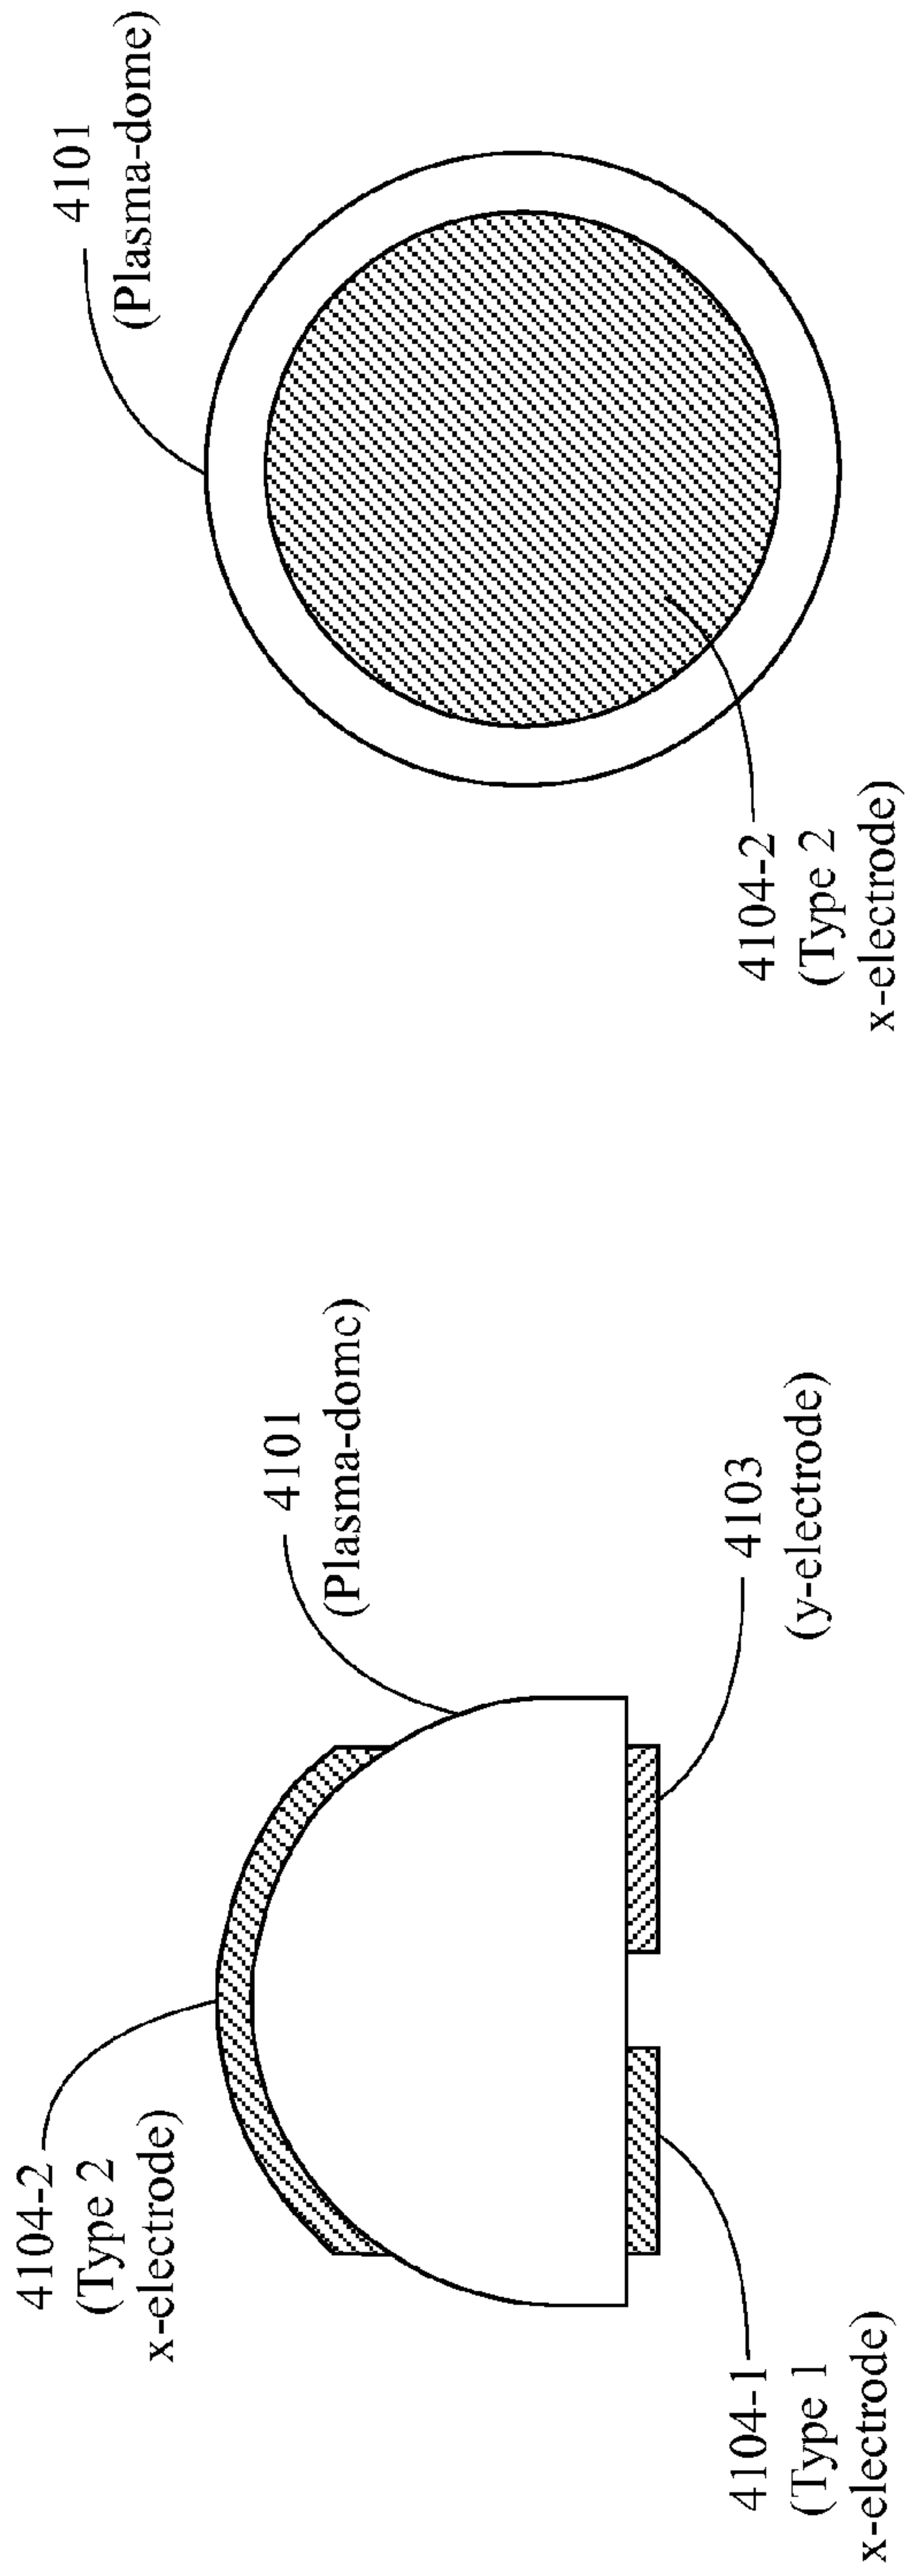 4104-2
(Type 2
x-electrode)
4101
(Plasma-dome)
4104-1
(Type 1
x-electrode)
4103
(y-electrode)
4101
(Plasma-dome)
4104-2
(Type 2
x-electrode)